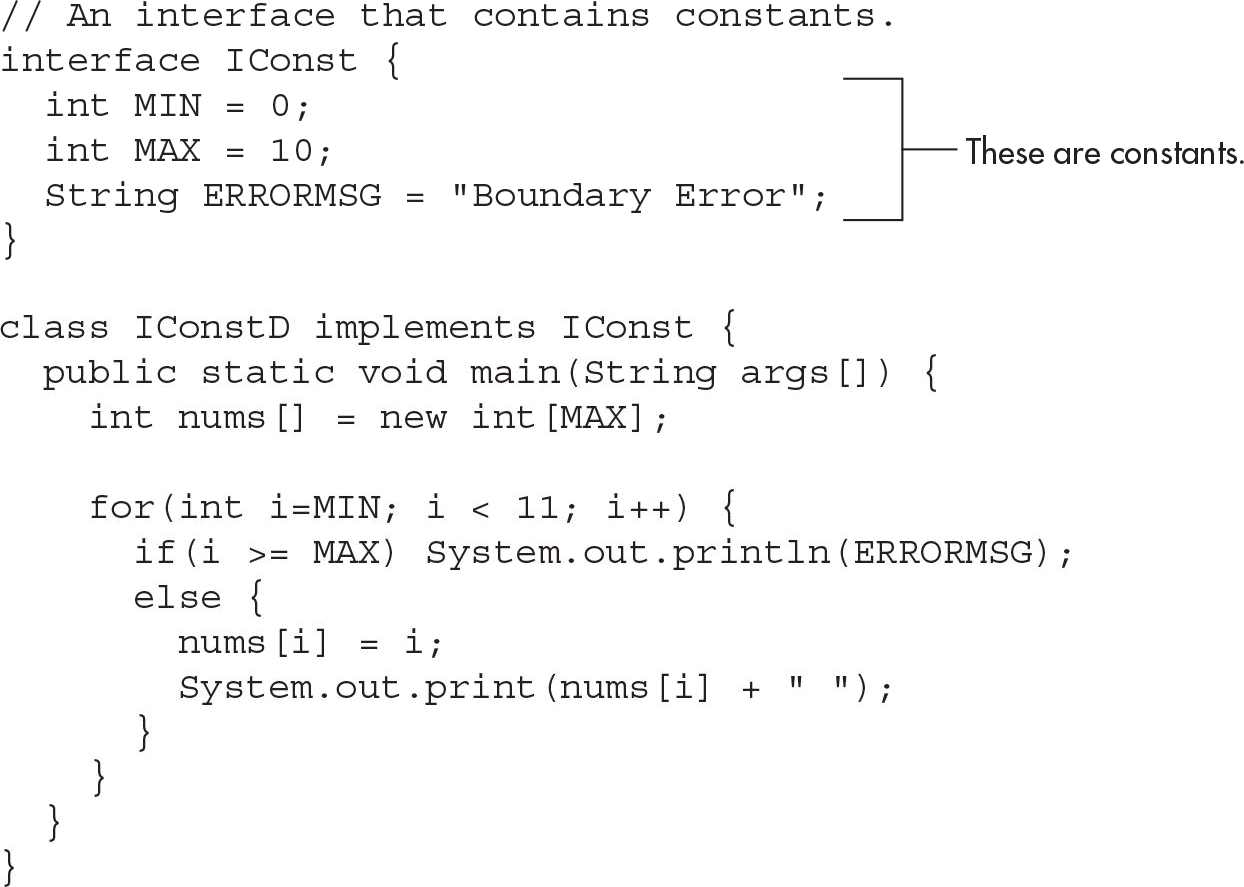 // An interface that contains constants.
interface IConst {
  int MIN = 0;
  int MAX = 10;
  String ERRORMSG = "Boundary Error";
}
These are constants.
class IConstD implements IConst {
  public static void main(String args[]) {
    int nums[] = new int[MAX];
    for(int i=MIN; i < 11; i++) {
      if(i >= MAX) System.out.println(ERRORMSG);
      else {
        nums[i] = i;
        System.out.print(nums[i] + " ");
      }
    }
  }
}